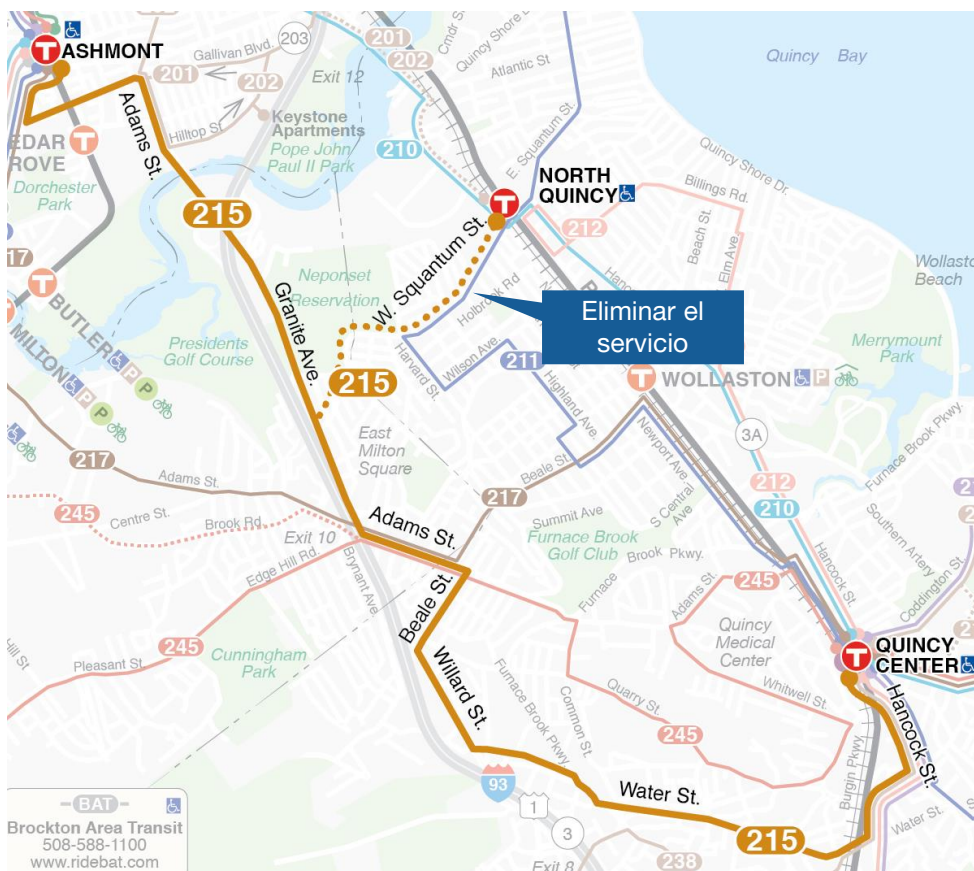 203
201
202
Cmdr St
Quincy Shore Dr.
T ASHMONT
Gallivan Blvd.
Quincy Bay
Exit 12
Atlantic St
201
202
Keystone
Apartments
Pope John
Paul II Park
Hilltop St
E. Squantum St.
EDAR
ROVE
T
Adams St.
210
Quincy Shore Dr.
Dorchester
Park
T
NORTH
QUINCY
Billings Rd.
215
212
Beach St.
Elm Ave.
17
W. Squantum St.
Wollaston
Beach
Neponset
Reservation
T
BUTLER
P
P
MILTON
P
P
Granite Ave.
Holbrook Rd
Eliminar el
servicio
Presidents
Golf Course
Harvard St.
Wilson Ave.
211
Merrymount
Park
215
T
WOLLASTON
P
Highland Ave.
East
Milton
Square
3A
Newport Ave.
Furnace Brook Pkwy.
217
Adams St.
Beale St.
217
212
245
Centre St.
Brook Rd.
Adams St.
Summit Ave
S Central
Ave
210
Southern Artery
Furnace Brook
Golf Club
Exit 10
Edge Hill Rd.
Brynant Ave
Brook Pkwy.
Furnace
Adams St.
245
Hancock St.
Coddington St.
Beale St.
Quincy
Medical
Center
245
T
QUINCY
CENTER
Hill St
Pleasant St.
Cunningham
Park
Willard St.
Whitwell St.
Furnace Brook Pkwy.
Common St.
Quarry St.
245
Hancock St.
93
Water St.
Burgin Pkwy
BAT
1
Brockton Area Transit
508-588-1100
www.ridebat.com
3
215
Water St.
Exit 8
238